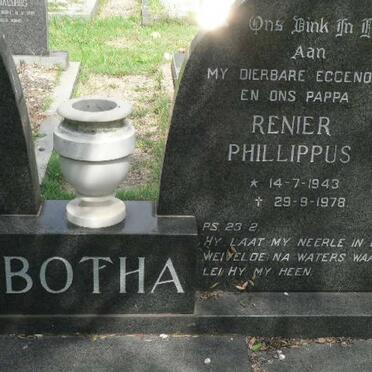 Ons Dink In
Aan
MY DIERBARE EGGENO
EN ONS PAPPA
RENIER
PHILLIPPUS
* 14-7-1943
† 29-9-1978
PS. 23-2
HY LAAT MY NEERLE IN
NA WATERS WAA
LEI HY MY HEEN.
BOTHA